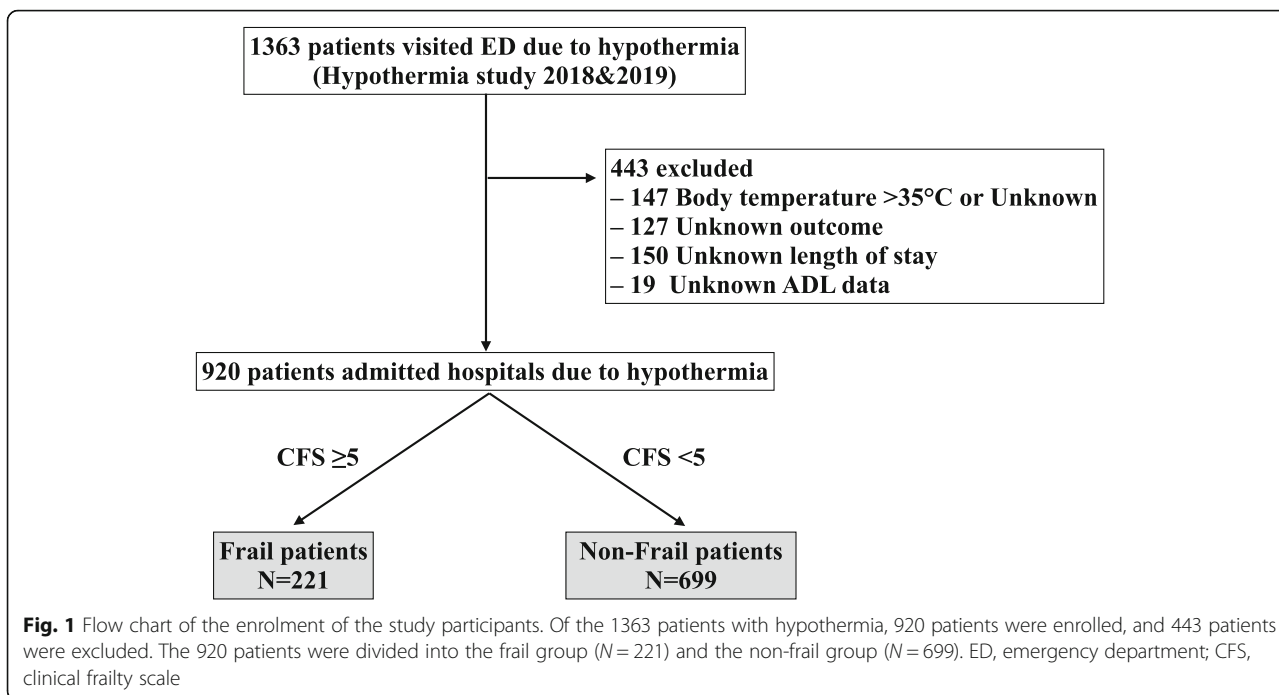 1363 patients visited ED due to hypothermia
(Hypothermia study 2018&2019)
443 excluded
– 147 Body temperature >35°C or Unknown
– 127 Unknown outcome
– 150 Unknown length of stay
– 19 Unknown ADL data
920 patients admitted hospitals due to hypothermia
CFS ≥5
CFS <5
Frail patients
N=221
Non-Frail patients
N=699
Fig. 1 Flow chart of the enrolment of the study participants. Of the 1363 patients with hypothermia, 920 patients were enrolled, and 443 patients
were excluded. The 920 patients were divided into the frail group (N = 221) and the non-frail group (N = 699). ED, emergency department; CFS,
clinical frailty scale